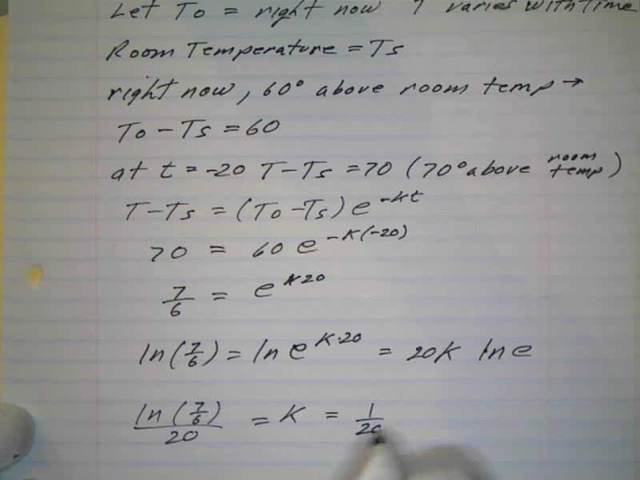 Let To = right now T varies with Time
Room Temperature = Ts
right now, 60° above room temp →
To - Ts = 60
at t = -20 T - Ts = 70 (70° above room temp)
T - Ts = (To - Ts) e^-kt
70 = 60 e^-K(-20)
7/6 = e^K20
ln(7/6) = ln e^K·20 = 20K ln e
ln(7/6)/20 = K = 1/20